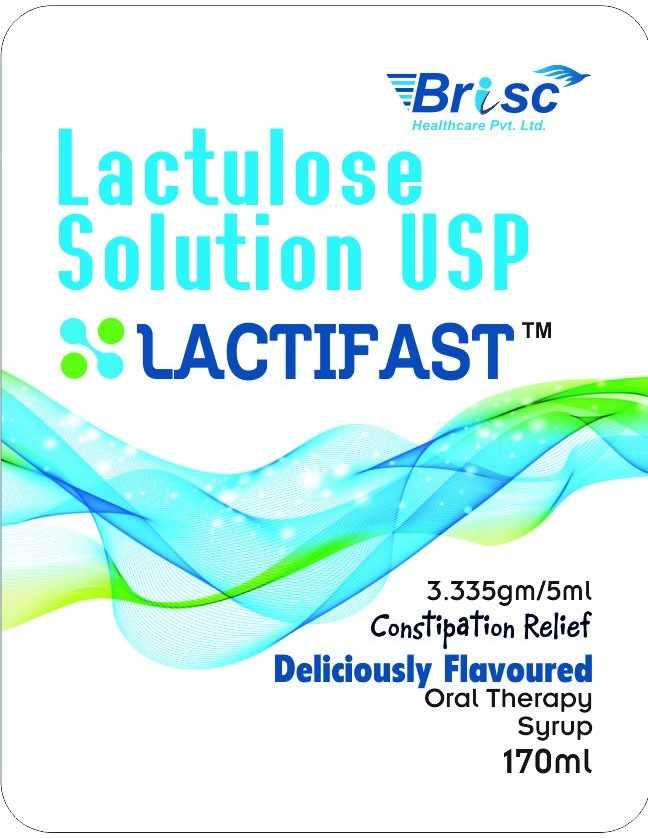 Brisc
Healthcare Pvt. Ltd.
Lactulose
Solution USP
LACTIFAST™
3.335gm/5ml
Constipation Relief
Deliciously Flavoured
Oral Therapy
Syrup
170ml